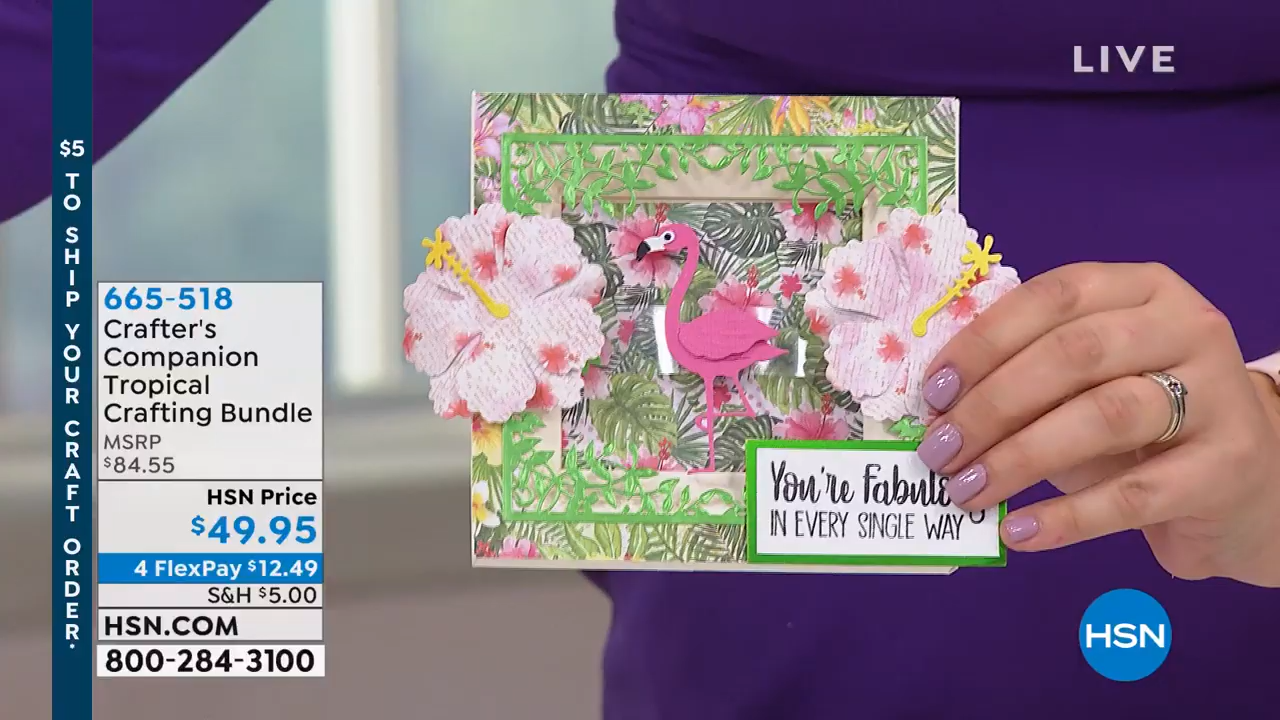 LIVE
$5 TO SHIP YOUR CRAFT ORDER.
665-518
Crafter's
Companion
Tropical
Crafting Bundle
MSRP
$84.55
HSN Price
$49.95
4 FlexPay $12.49
S&H $5.00
HSN.COM
800-284-3100
You're
IN EVERY SINGLE WAY
HSN